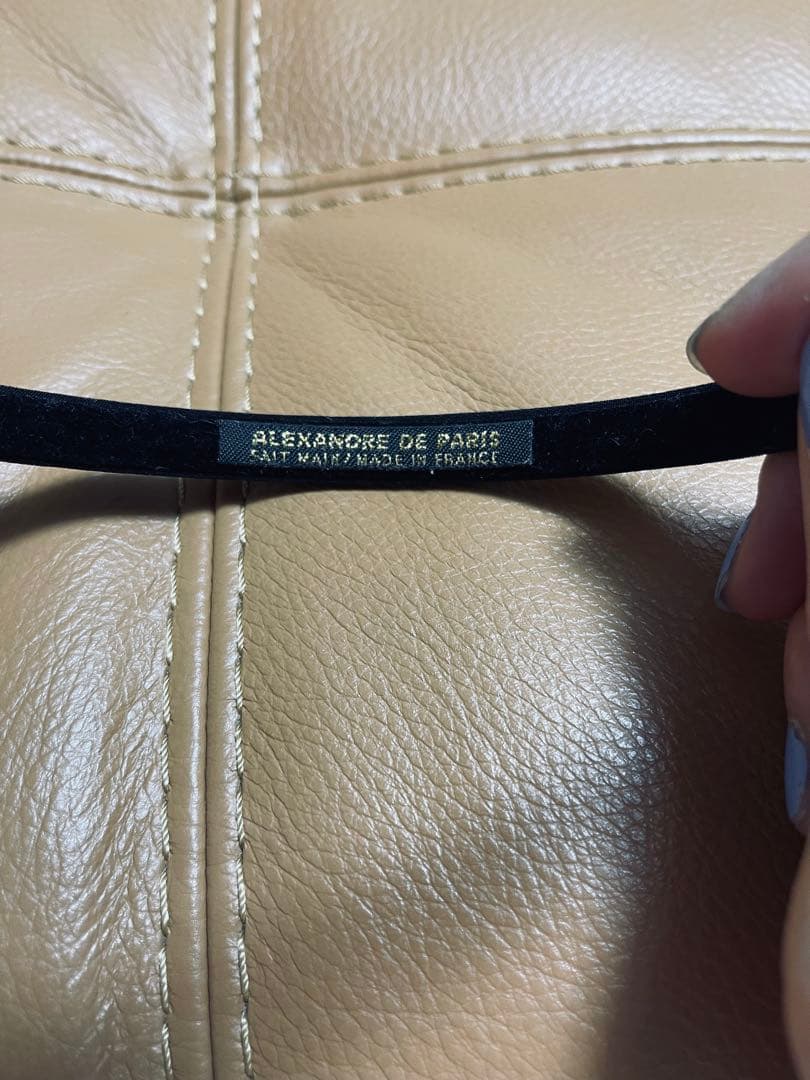 ALEXANDRE DE PARIS
FAIT MAIN / MADE IN FRANCE